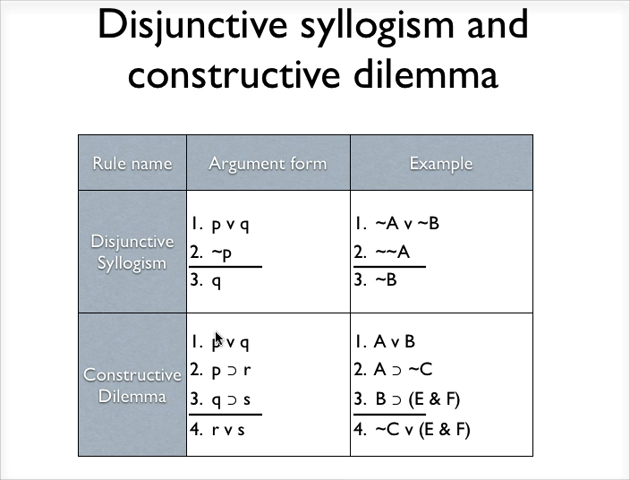 Disjunctive syllogism and
constructive dilemma
Rule name
Argument form
Example
Disjunctive
Syllogism
1. p v q
2. ~p
3. q
1. ~A v ~B
2. ~~A
3. ~B
Constructive
Dilemma
1. p v q
2. p ⊃ r
3. q ⊃ s
4. r v s
1. A v B
2. A ⊃ ~C
3. B ⊃ (E & F)
4. ~C v (E & F)